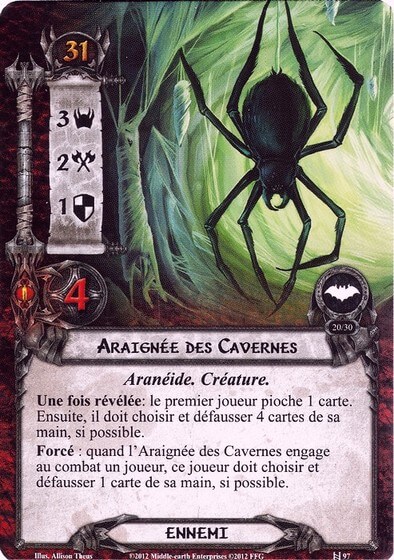 31
3
2
1
4
20/30
ARAIGNÉE DES CAVERNES
Aranéide. Créature.
Une fois révélée: le premier joueur pioche 1 carte.
Ensuite, il doit choisir et défausser 4 cartes de sa
main, si possible.
Forcé : quand l'Araignée des Cavernes engage
au combat un joueur, ce joueur doit choisir et
défausser 1 carte de sa main, si possible.
ENNEMI
Illus. Allison Theus ©2012 Middle-earth Enterprises ©2012 FFG 97